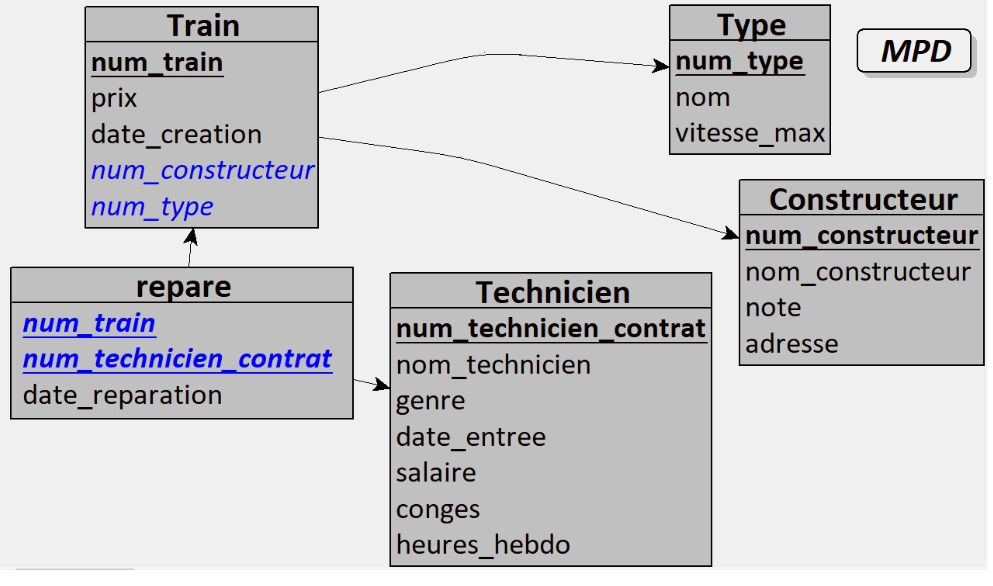 Train
num_train
prix
date_creation
num_constructeur
num_type
Type
num_type
nom
vitesse_max
MPD
Constructeur
num_constructeur
nom_constructeur
note
adresse
repare
num_train
num_technicien_contrat
date_reparation
Technicien
num_technicien_contrat
nom_technicien
genre
date_entree
salaire
conges
heures_hebdo